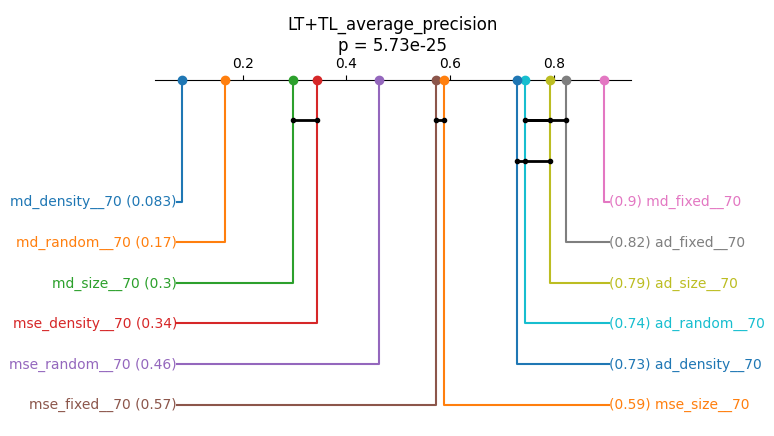 LT+TL_average_precision
p = 5.73e-25
0.2 0.4 0.6 0.8
md_density__70 (0.083)
(0.9) md_fixed__70
md_random__70 (0.17)
(0.82) ad_fixed__70
md_size__70 (0.3)
(0.79) ad_size__70
mse_density__70 (0.34)
(0.74) ad_random__70
mse_random__70 (0.46)
(0.73) ad_density__70
mse_fixed__70 (0.57)
(0.59) mse_size__70